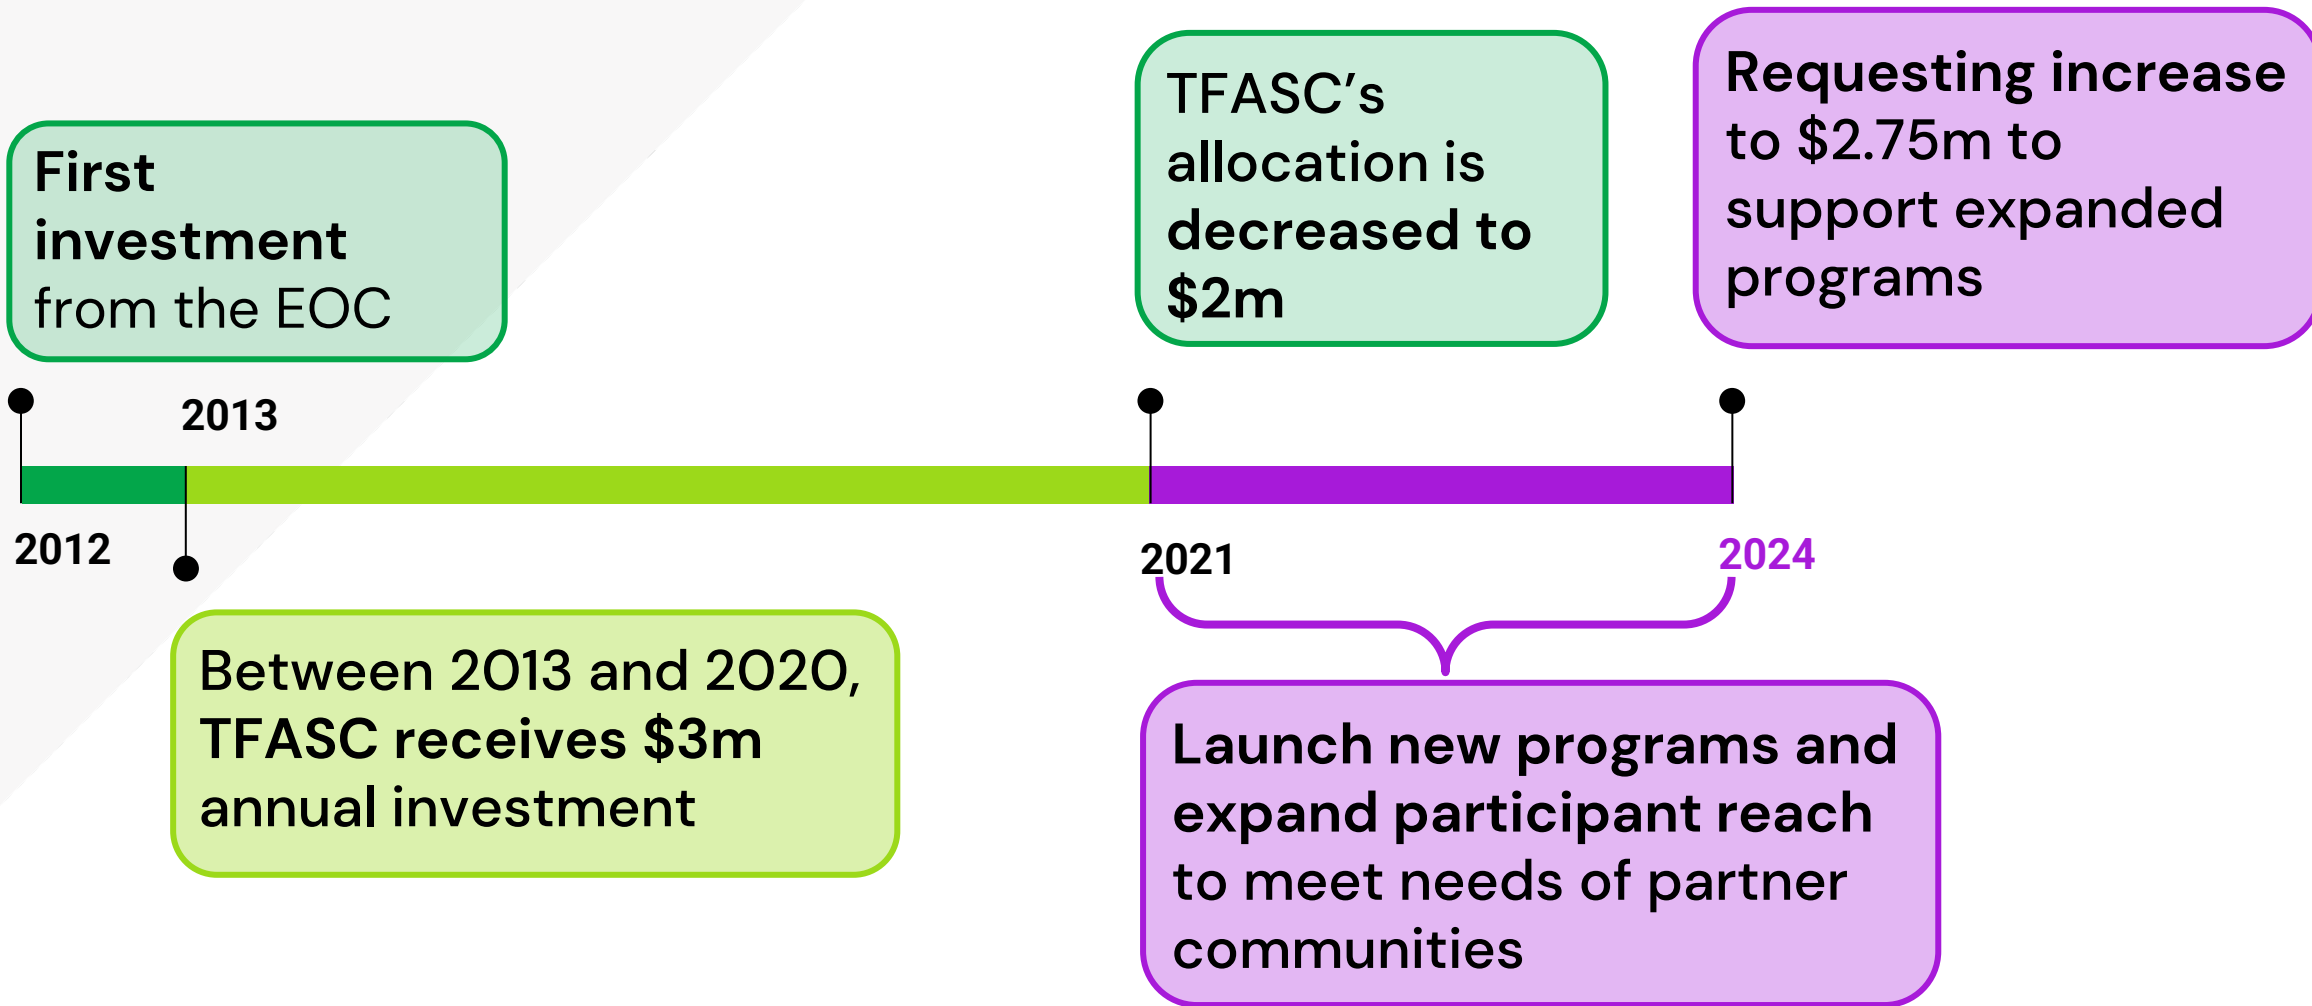 First
investment
from the EOC
TFASC’s
allocation is
decreased to
$2m
Requesting increase
to $2.75m to
support expanded
programs
2013
2012
2021
2024
Between 2013 and 2020,
TFASC receives $3m
annual investment
Launch new programs and
expand participant reach
to meet needs of partner
communities